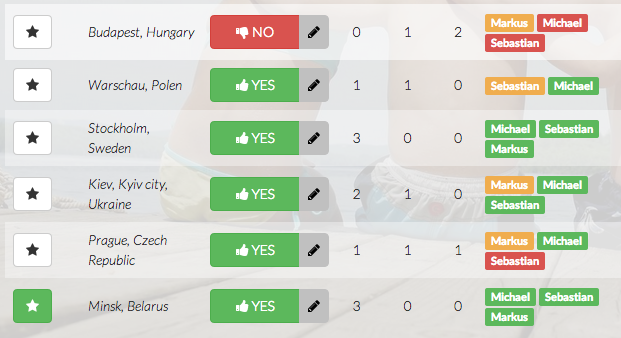 Budapest, Hungary NO 0 1 2 Markus Michael
Sebastian
Warschau, Polen YES 1 1 0 Sebastian Michael
Stockholm,
Sweden YES 3 0 0 Michael Sebastian
Markus
Kiev, Kyiv city,
Ukraine YES 2 1 0 Markus Michael
Sebastian
Prague, Czech
Republic YES 1 1 1 Markus Michael
Sebastian
Minsk, Belarus YES 3 0 0 Michael Sebastian
Markus